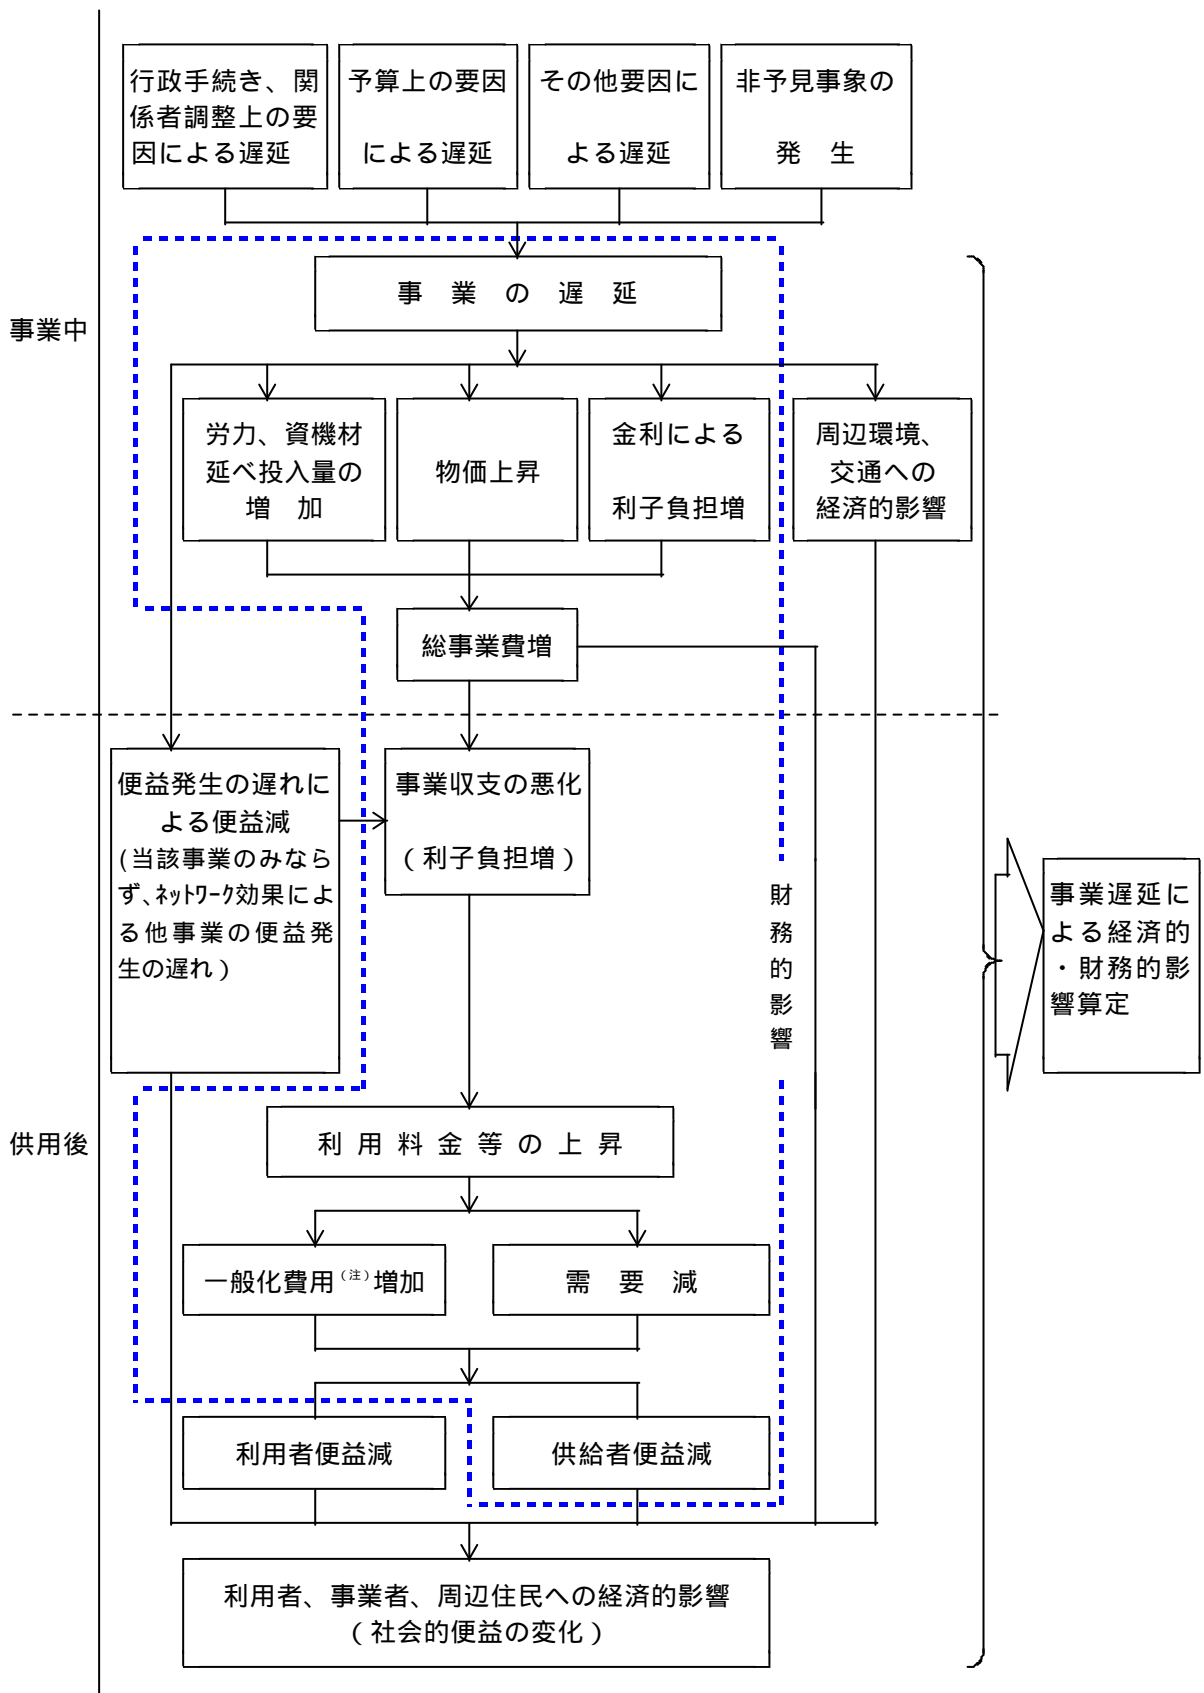 行政手続き、関
係者調整上の要
因による遅延
予算上の要因
による遅延
その他要因に
よる遅延
非予見事象の
発　生
事　業　の　遅　延
事業中
労力、資機材
延べ投入量の
増　加
物価上昇
金利による
利子負担増
周辺環境、
交通への
経済的影響
総事業費増
便益発生の遅れに
よる便益減
(当該事業のみなら
ず、ﾈｯﾄﾜｰｸ効果によ
る他事業の便益発
生の遅れ）
事業収支の悪化
（利子負担増）
財
務
的
影
響
事業遅延に
よる経済的
・財務的影
響算定
供用後
利 用 料 金 等 の 上 昇
一般化費用（注）増加
需　要　減
利用者便益減
供給者便益減
利用者、事業者、周辺住民への経済的影響
（社会的便益の変化）